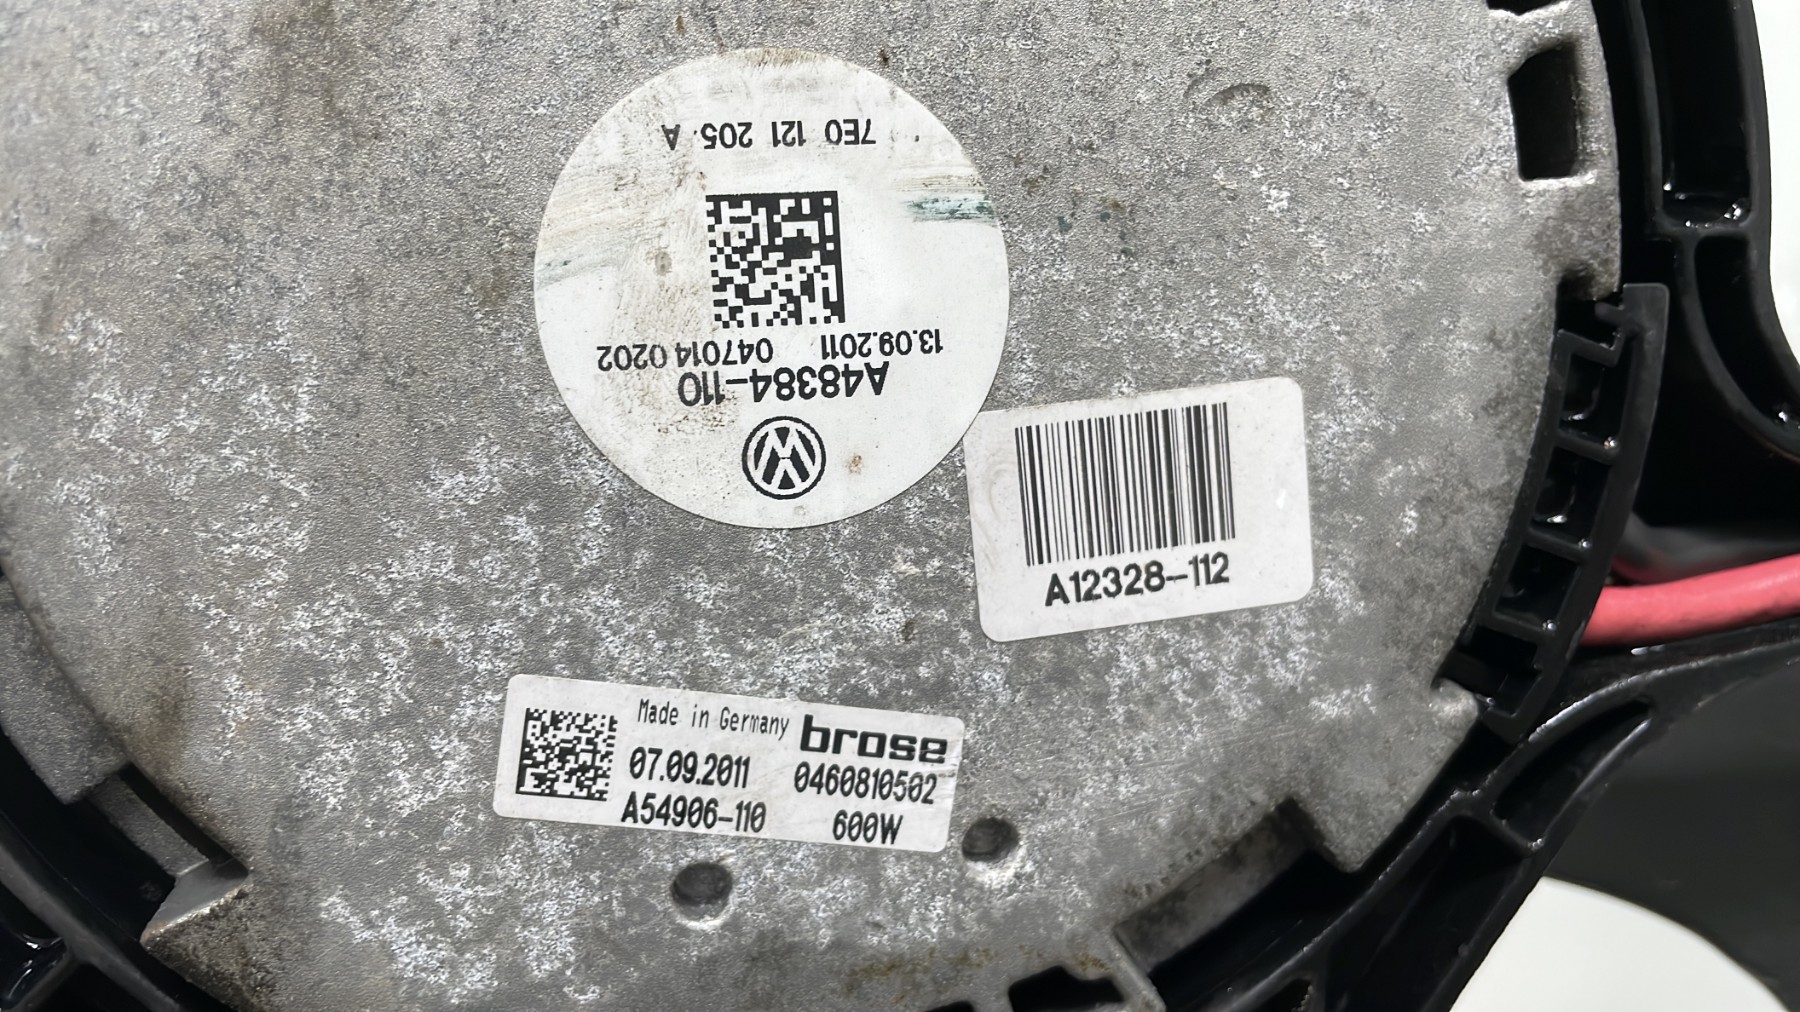 7E0 121 205 A
13.09.2011 047014 0202
A48384-110
A12328-112
Made in Germany brose
07.09.2011 0460810502
A54906-110 600W